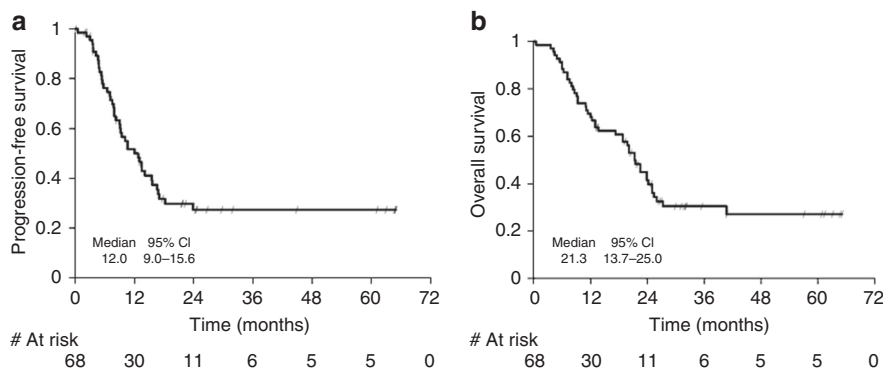 a
Progression-free survival
1
0.8
0.6
0.4
0.2
0
Median 95% CI
12.0 9.0–15.6
0 12 24 36 48 60 72
Time (months)
# At risk
68 30 11 6 5 5 0
b
Overall survival
1
0.8
0.6
0.4
0.2
0
Median 95% CI
21.3 13.7–25.0
0 12 24 36 48 60 72
Time (months)
# At risk
68 30 11 6 5 5 0